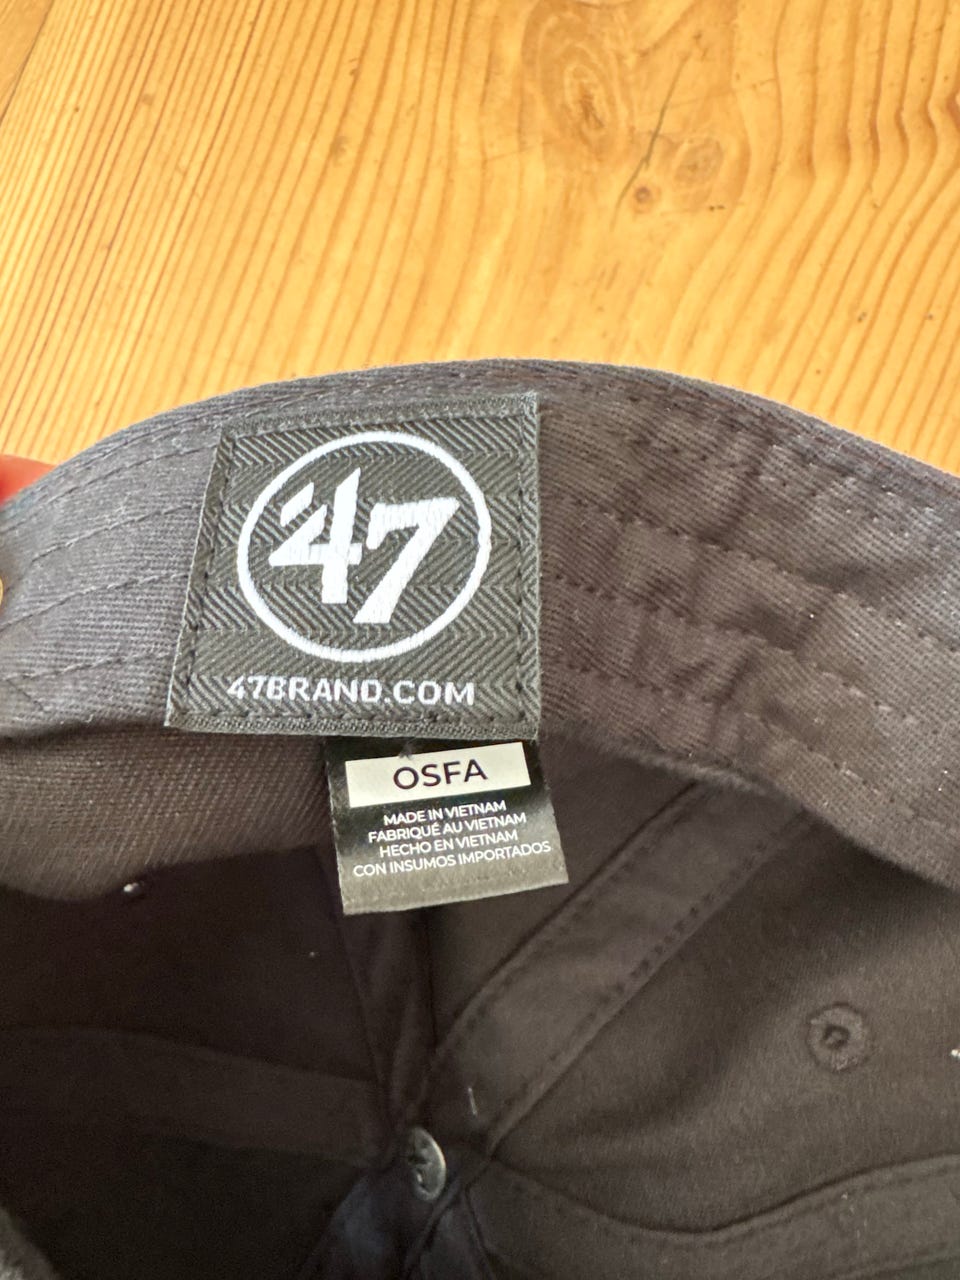 47
47BRAND.COM
OSFA
MADE IN VIETNAM
FABRIQUÉ AU VIETNAM
HECHO EN VIETNAM
CON INSUMOS IMPORTADOS